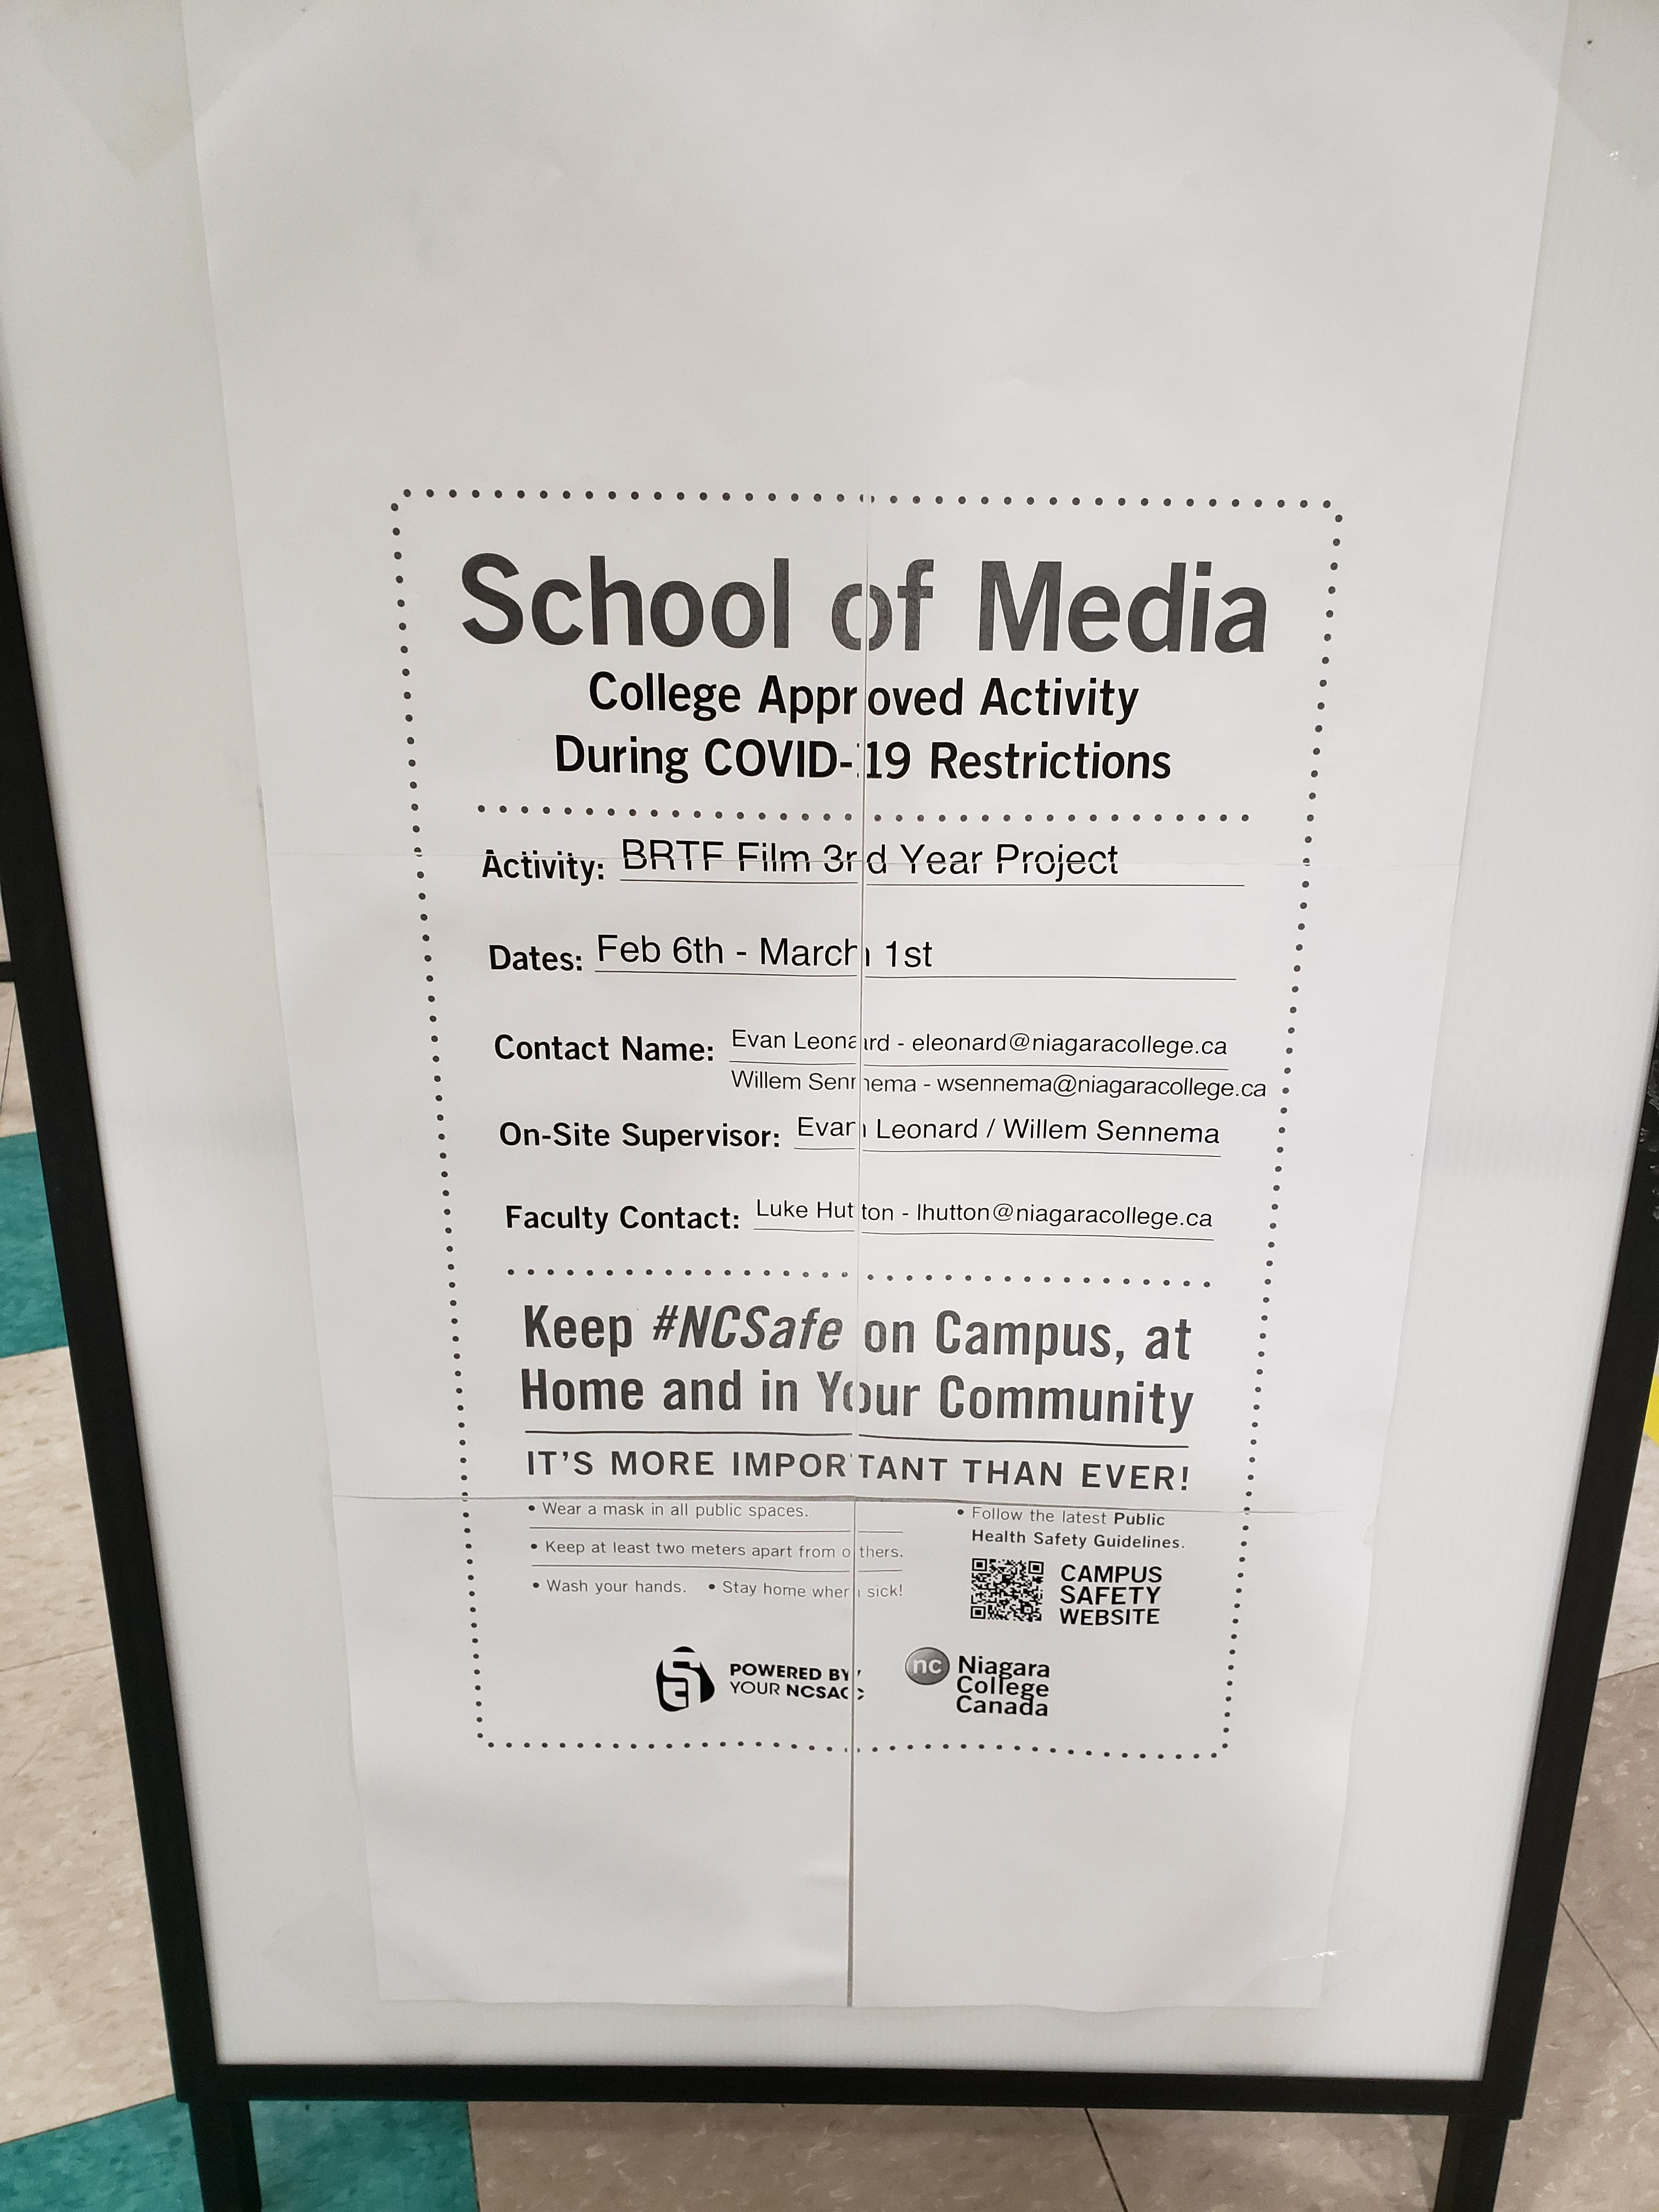 School of Media
College Approved Activity
During COVID-19 Restrictions
Activity: BRTF Film 3rd Year Project
Dates: Feb 6th - March 1st
Contact Name: Evan Leonard - eleonard@niagaracollege.ca
Willem Sennema - wsennema@niagaracollege.ca
On-Site Supervisor: Evan Leonard / Willem Sennema
Faculty Contact: Luke Hutton - lhutton@niagaracollege.ca
Keep #NCSafe on Campus, at
Home and in Your Community
IT'S MORE IMPORTANT THAN EVER!
• Wear a mask in all public spaces.
• Keep at least two meters apart from others.
• Wash your hands. • Stay home when sick!
• Follow the latest Public
Health Safety Guidelines.
CAMPUS
SAFETY
WEBSITE
POWERED BY
YOUR NCSAC
nc
Niagara
College
Canada